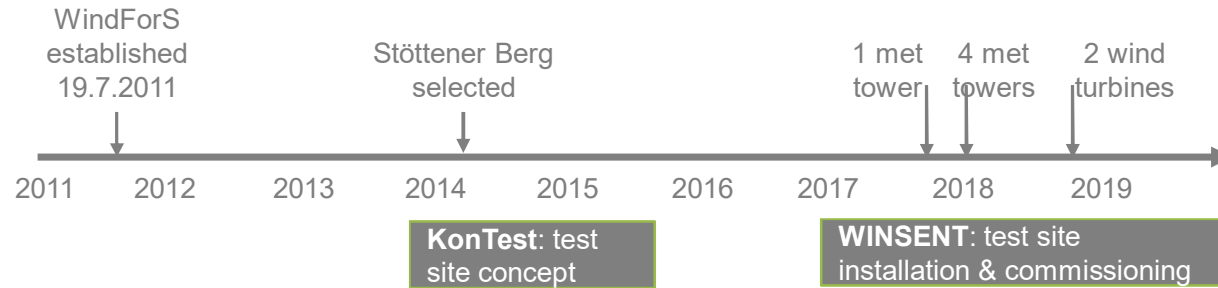 WindForS
established
19.7.2011
Stöttener Berg
selected
1 met
tower
4 met
towers
2 wind
turbines
2011 2012 2013 2014 2015 2016 2017 2018 2019
KonTest: test
site concept
WINSENT: test site
installation & commissioning